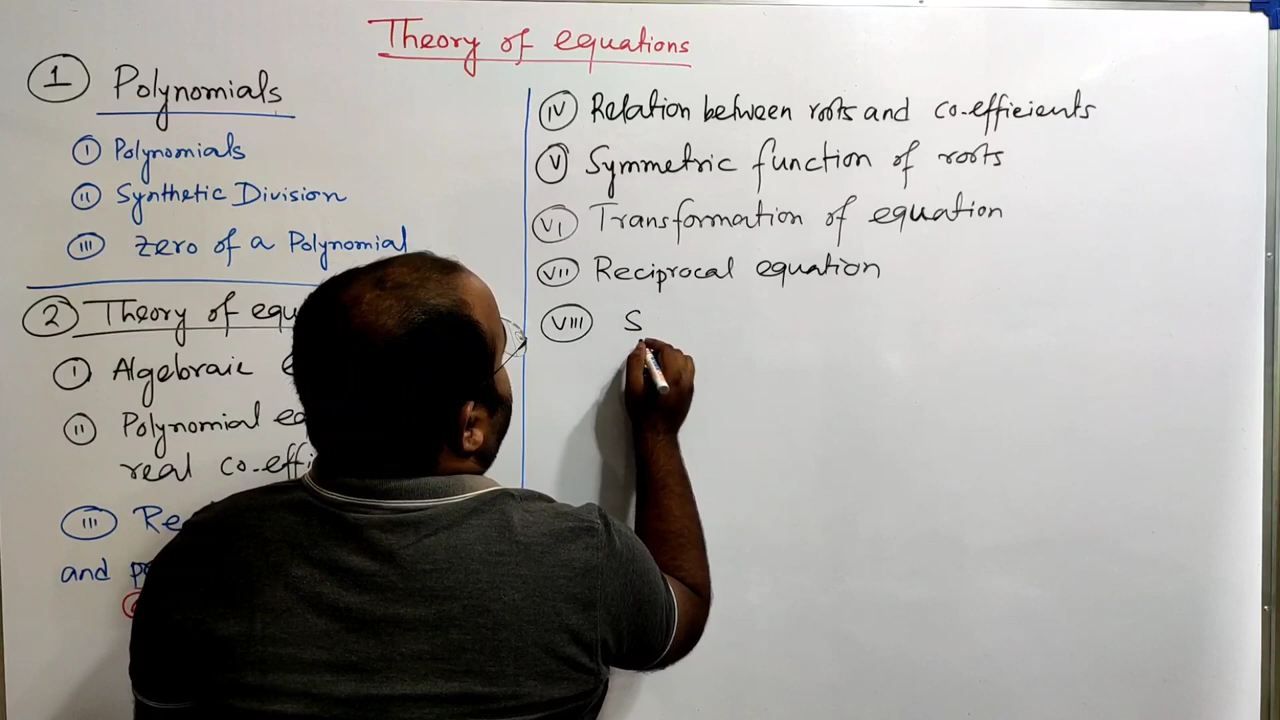 Theory of equations
1 Polynomials
I Polynomials
II Synthetic Division
III Zero of a Polynomial
2 Theory of equ
I Algebraic
II Polynomial eq
real co-effi
III Re
and
IV Relation between roots and co-efficients
V Symmetric function of roots
VI Transformation of equation
VII Reciprocal equation
VIII S